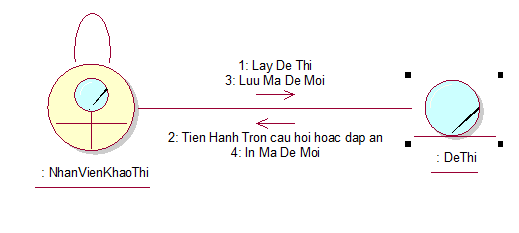 1: Lay De Thi
3: Luu Ma De Moi
2: Tien Hanh Tron cau hoi hoac dap an
4: In Ma De Moi
: NhanVienKhaoThi
: DeThi